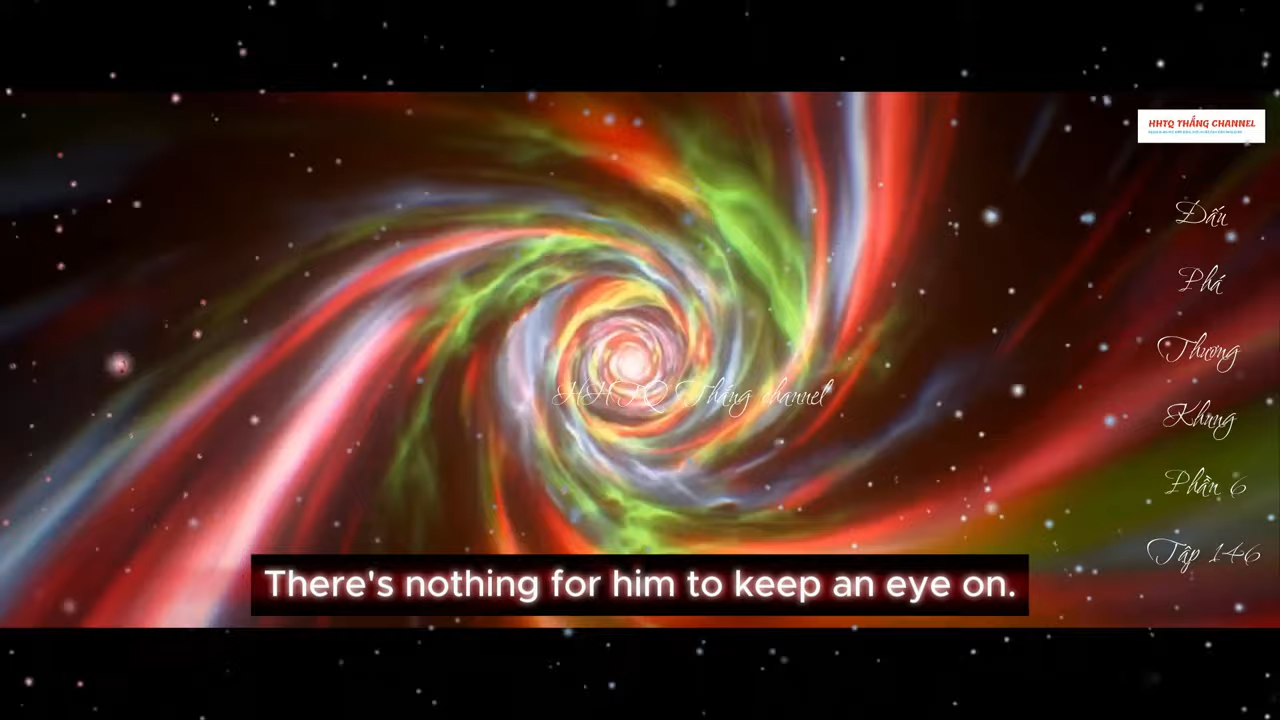 HHTQ THẮNG CHANNEL
Đấu
Phá
Thương
Khung
Phần 6
Tập 146
HHTQ Thắng channel
There's nothing for him to keep an eye on.